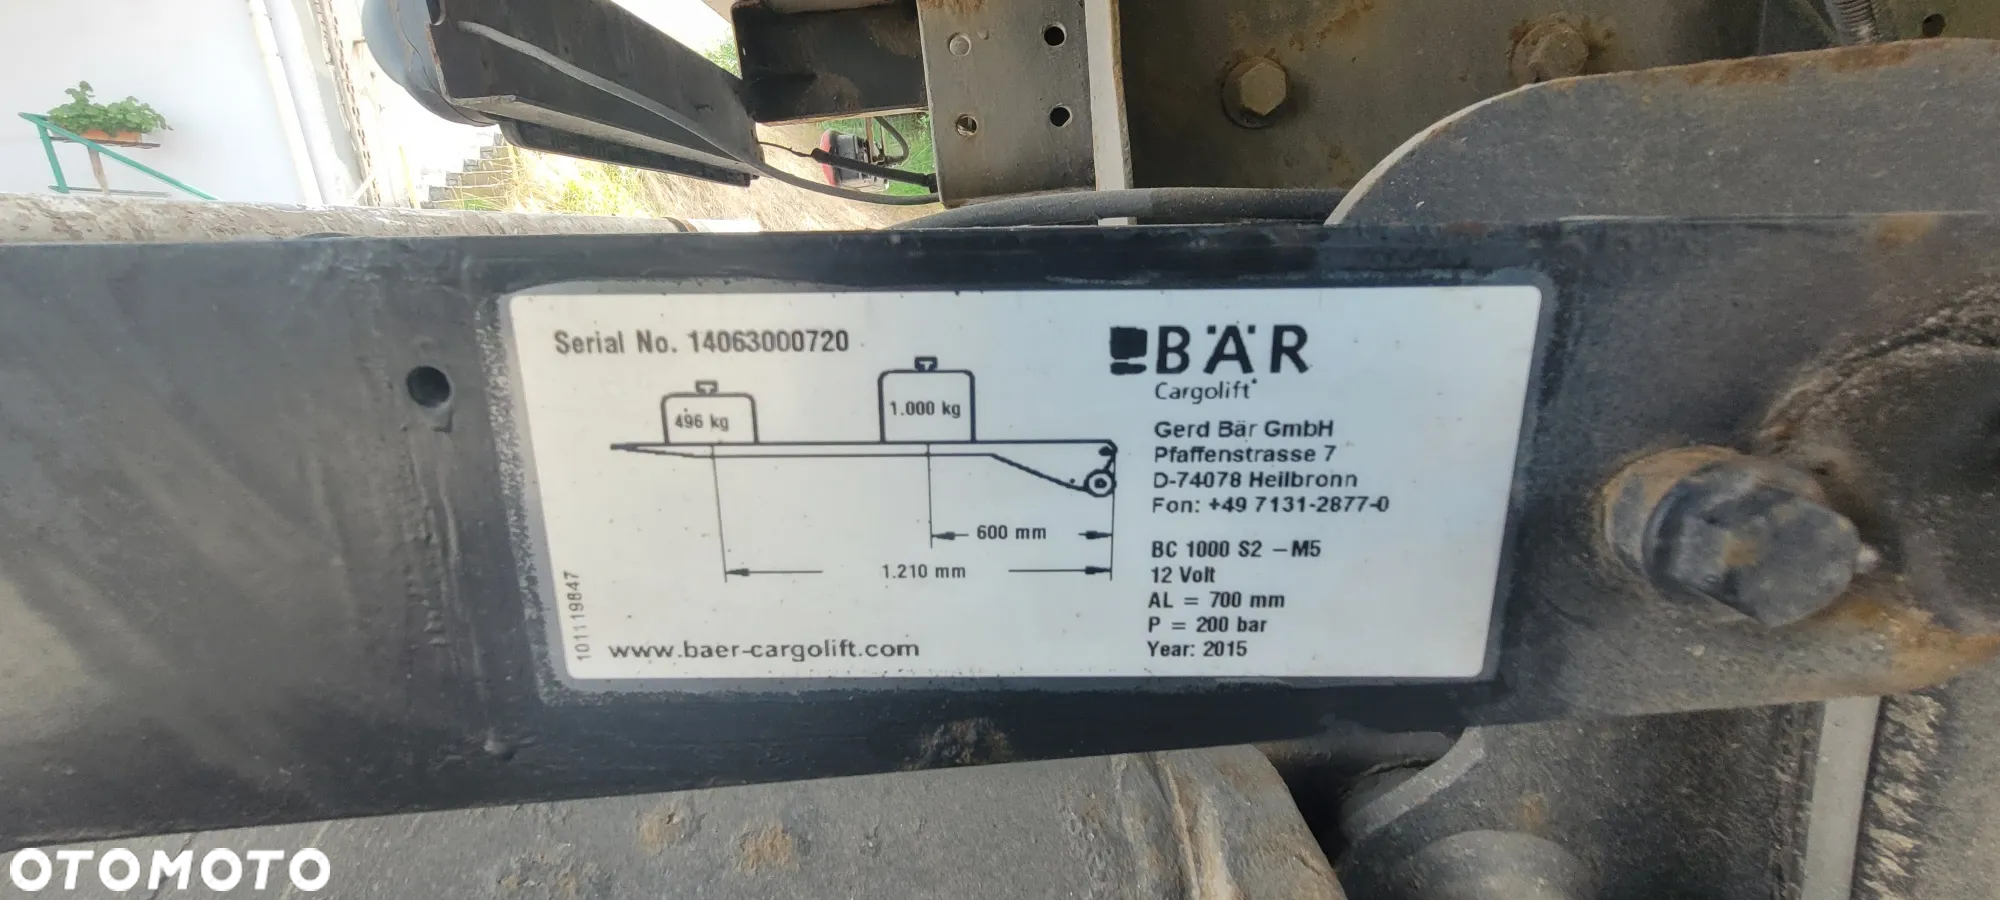 Serial No. 14063000720
496 kg
1.000 kg
600 mm
1.210 mm
101119847
www.baer-cargolift.com
BÄR
Cargolift
Gerd Bär GmbH
Pfaffenstrasse 7
D-74078 Heilbronn
Fon: +49 7131-2877-0
BC 1000 S2 –M5
12 Volt
AL = 700 mm
P = 200 bar
Year: 2015
OTOMOTO